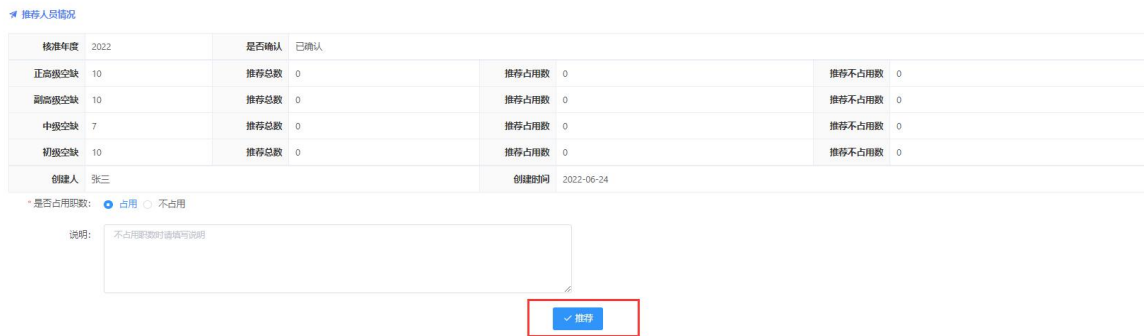 推荐人员情况
核准年度 2022 是否确认 已确认
正高级空缺 10 推荐总数 0 推荐占用数 0 推荐不占用数 0
副高级空缺 10 推荐总数 0 推荐占用数 0 推荐不占用数 0
中级空缺 7 推荐总数 0 推荐占用数 0 推荐不占用数 0
初级空缺 10 推荐总数 0 推荐占用数 0 推荐不占用数 0
创建人 张三 创建时间 2022-06-24
* 是否占用职数: 占用 不占用
说明: 不占用职数时请填写说明
推荐